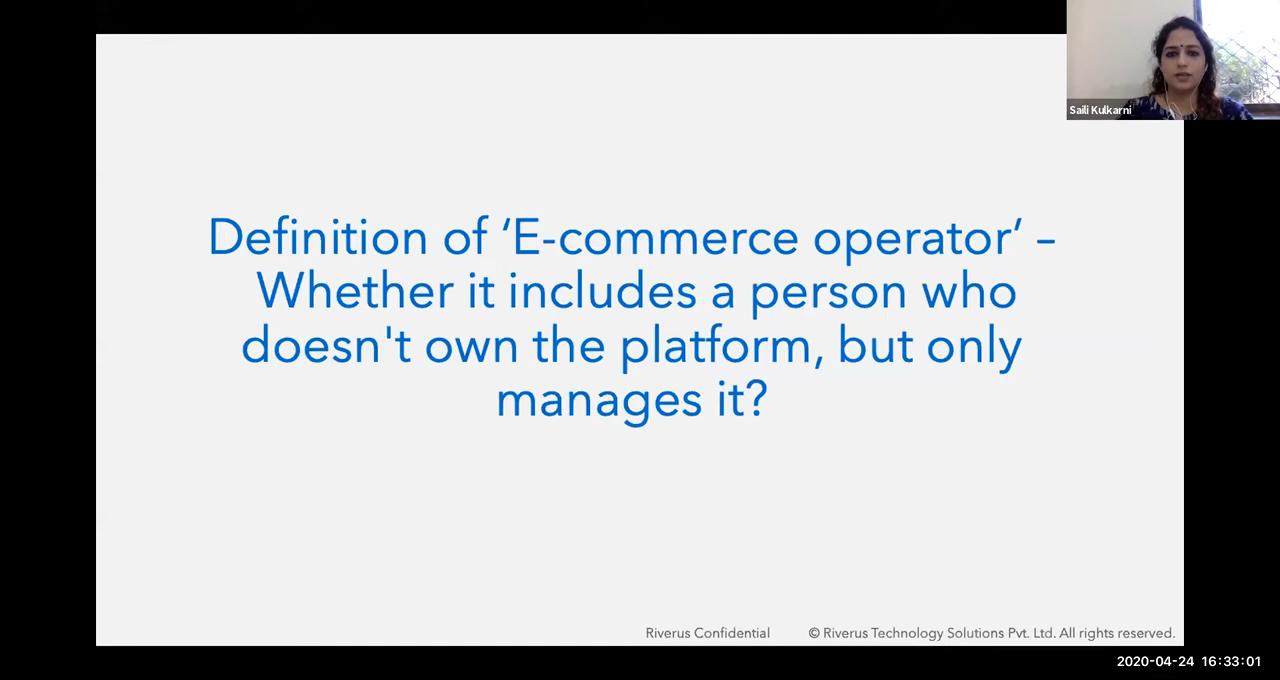 Saili Kulkarni
Definition of ‘E-commerce operator’ –
Whether it includes a person who
doesn't own the platform, but only
manages it?
Riverus Confidential © Riverus Technology Solutions Pvt. Ltd. All rights reserved.
2020-04-24 16:33:01